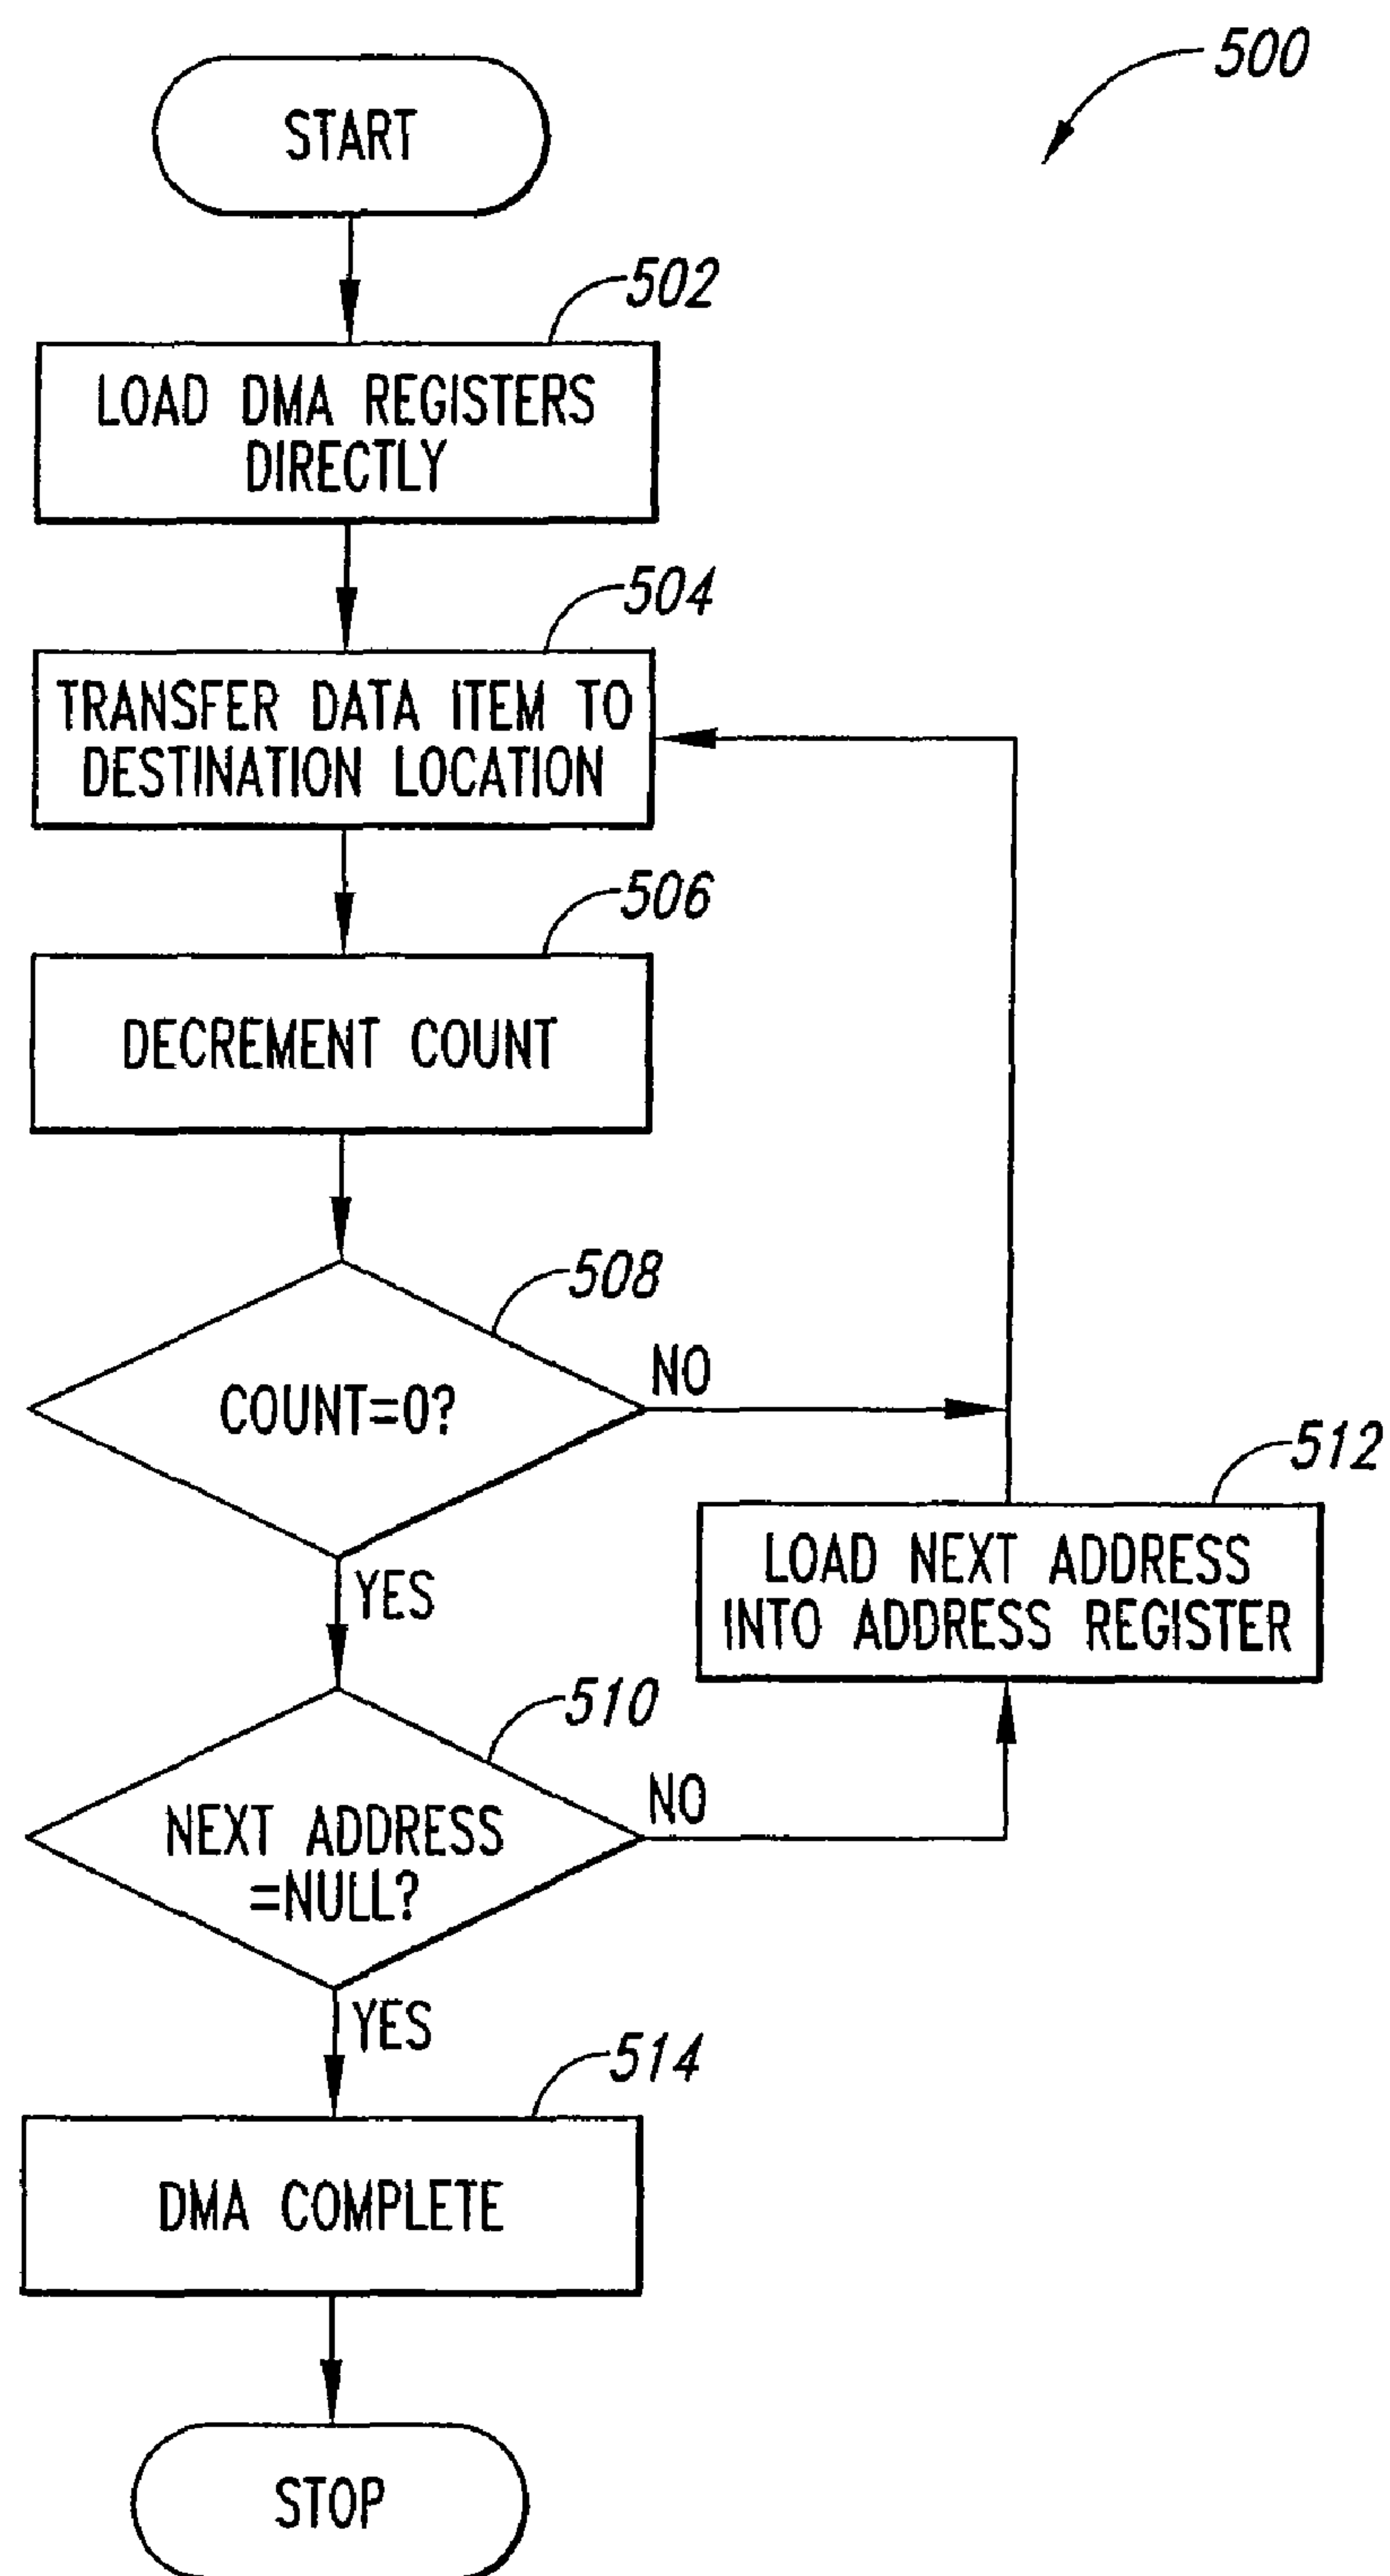 500
START
502
LOAD DMA REGISTERS
DIRECTLY
504
TRANSFER DATA ITEM TO
DESTINATION LOCATION
506
DECREMENT COUNT
508
COUNT=0?
NO
YES
512
LOAD NEXT ADDRESS
INTO ADDRESS REGISTER
510
NEXT ADDRESS
=NULL?
NO
YES
514
DMA COMPLETE
STOP